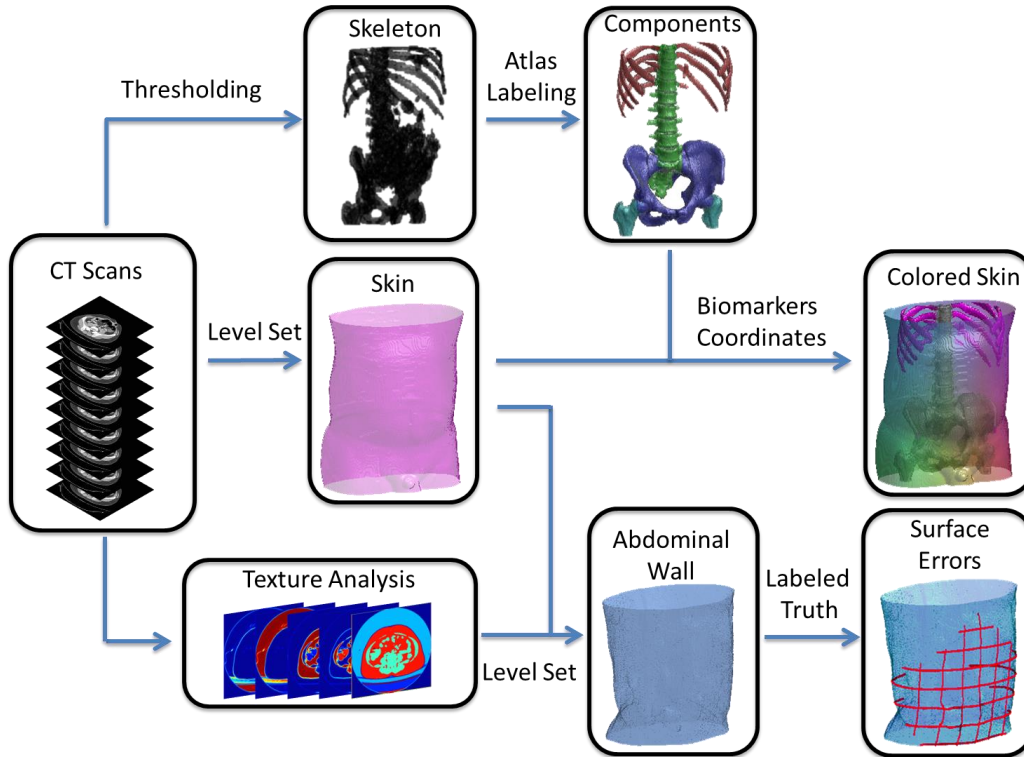 Skeleton
Components
Thresholding
Atlas
Labeling
CT Scans
Skin
Level Set
Biomarkers
Coordinates
Colored Skin
Texture Analysis
Level Set
Abdominal
Wall
Labeled
Truth
Surface
Errors